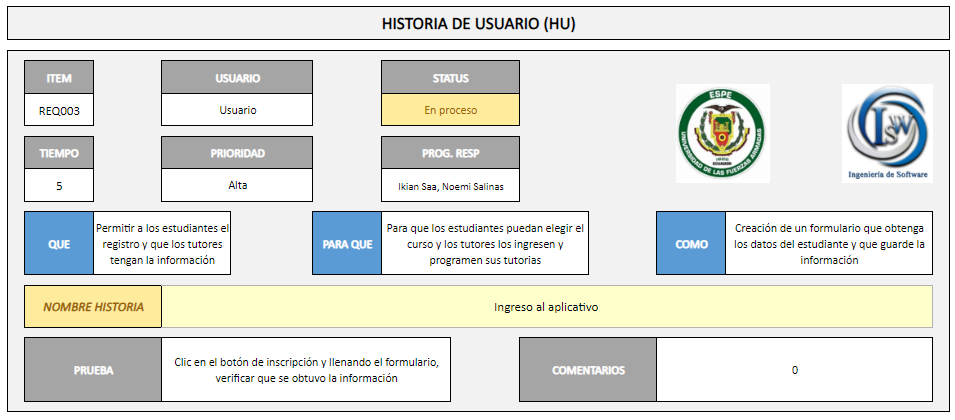 HISTORIA DE USUARIO (HU)
ITEM
USUARIO
STATUS
REQ003
Usuario
En proceso
TIEMPO
PRIORIDAD
PROG. RESP
5
Alta
Ikian Saa, Noemi Salinas
ESPE
UNIVERSIDAD DE LAS FUERZAS ARMADAS
ECUADOR
ISW
Ingeniería de Software
QUE
Permitir a los estudiantes el
registro y que los tutores
tengan la información
PARA QUE
Para que los estudiantes puedan elegir el
curso y los tutores los ingresen y
programen sus tutorias
COMO
Creación de un formulario que obtenga
los datos del estudiante y que guarde la
información
NOMBRE HISTORIA
Ingreso al aplicativo
PRUEBA
Clic en el botón de inscripción y llenando el formulario,
verificar que se obtuvo la información
COMENTARIOS
0